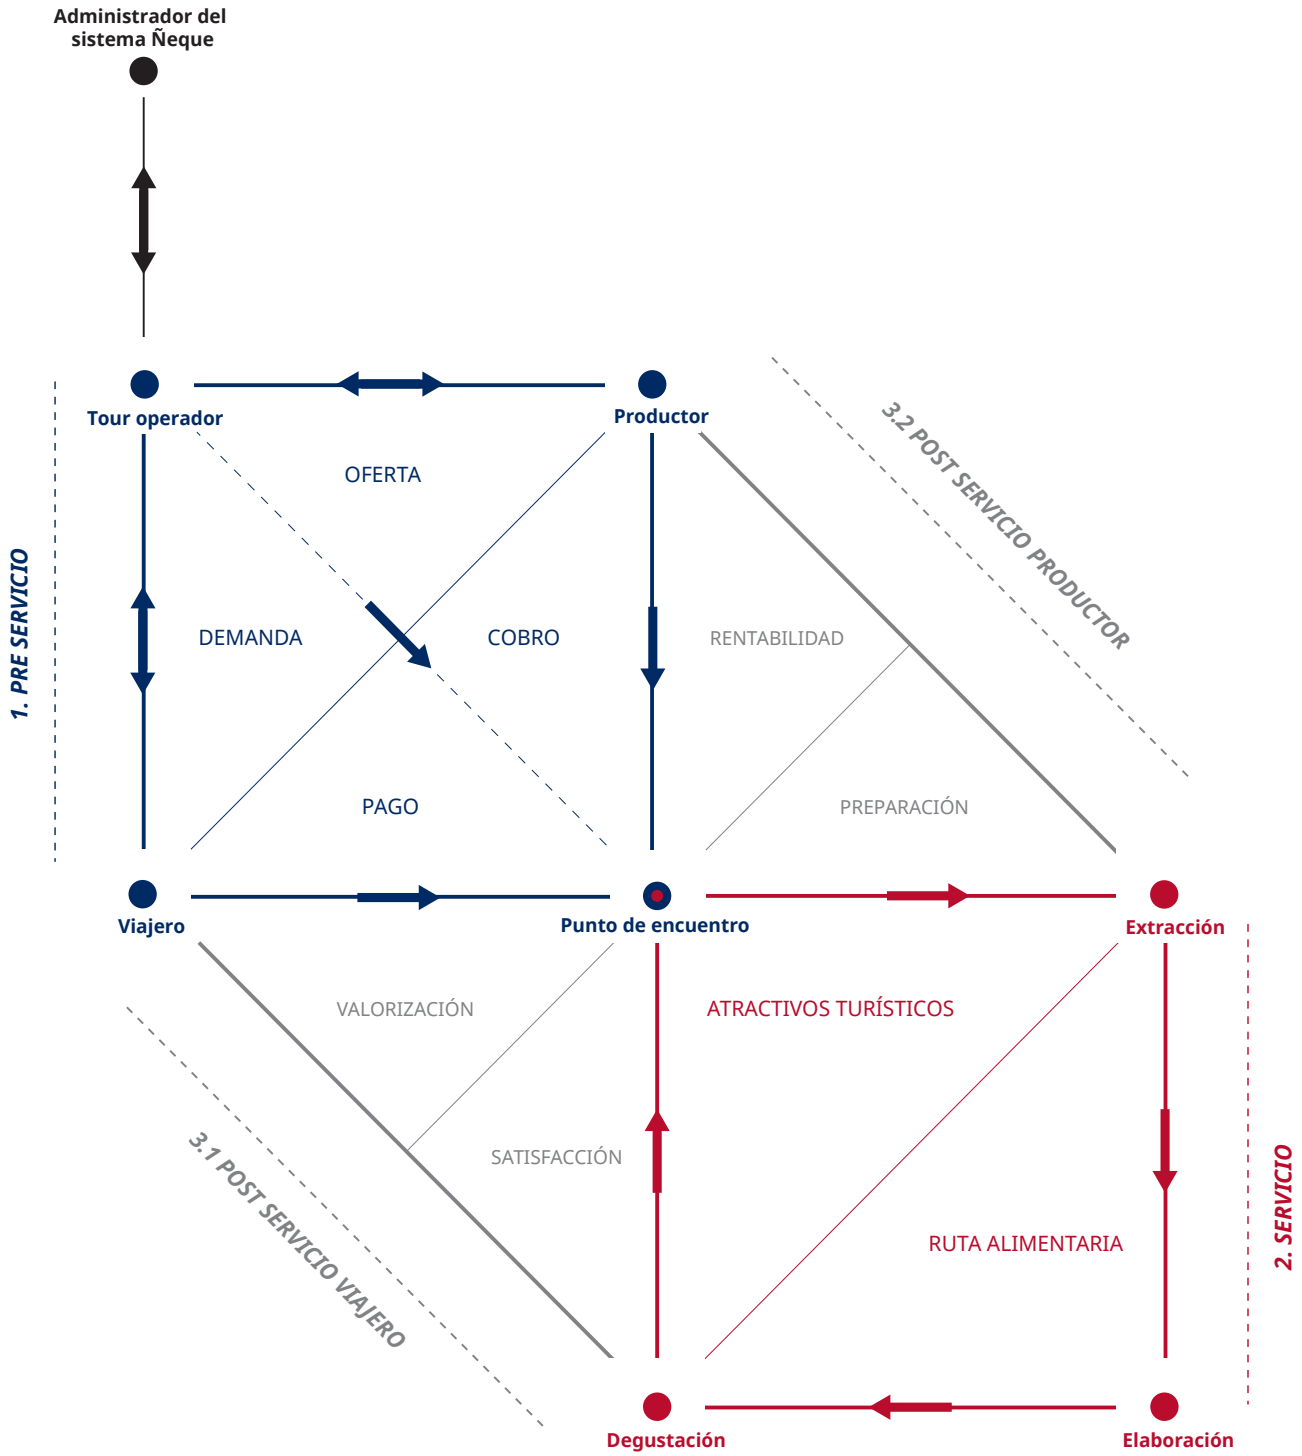 Administrador del
sistema Ñeque
Tour operador
Productor
OFERTA
3.2 POST SERVICIO PRODUCTOR
1. PRE SERVICIO
DEMANDA
COBRO
RENTABILIDAD
PAGO
PREPARACIÓN
Viajero
Punto de encuentro
Extracción
VALORIZACIÓN
ATRACTIVOS TURÍSTICOS
SATISFACCIÓN
3.1 POST SERVICIO VIAJERO
RUTA ALIMENTARIA
2. SERVICIO
Degustación
Elaboración